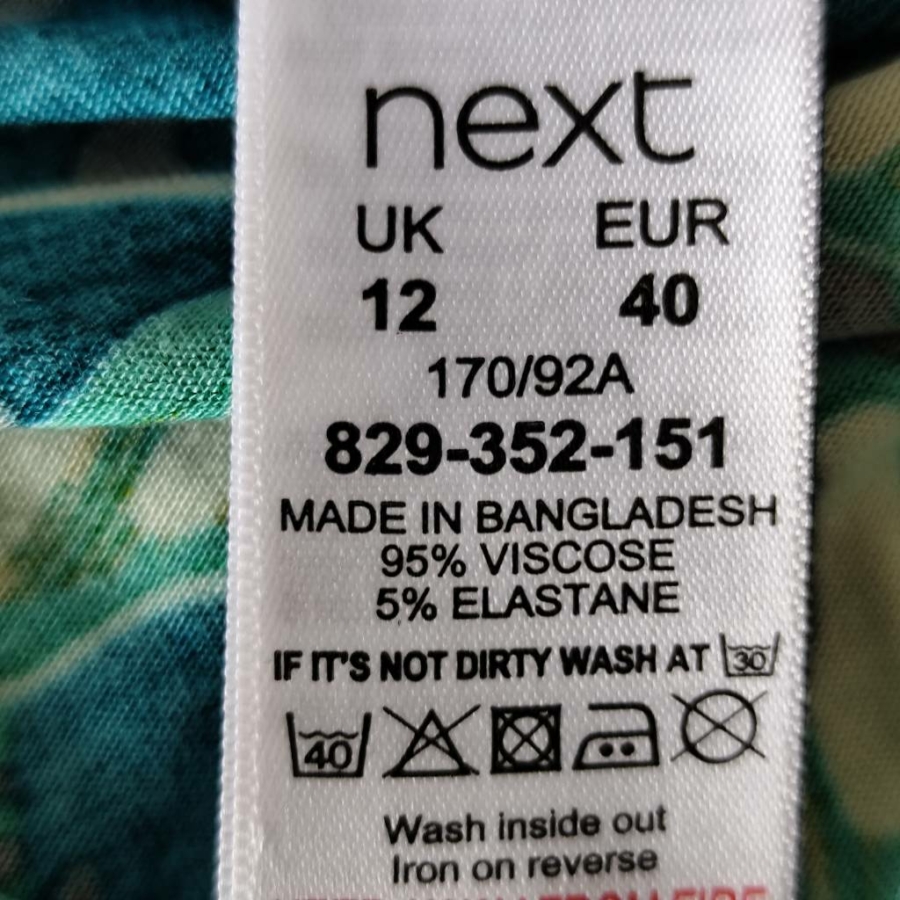 next
UK EUR
12 40
170/92A
829-352-151
MADE IN BANGLADESH
95% VISCOSE
5% ELASTANE
IF IT'S NOT DIRTY WASH AT 30
40
Wash inside out
Iron on reverse